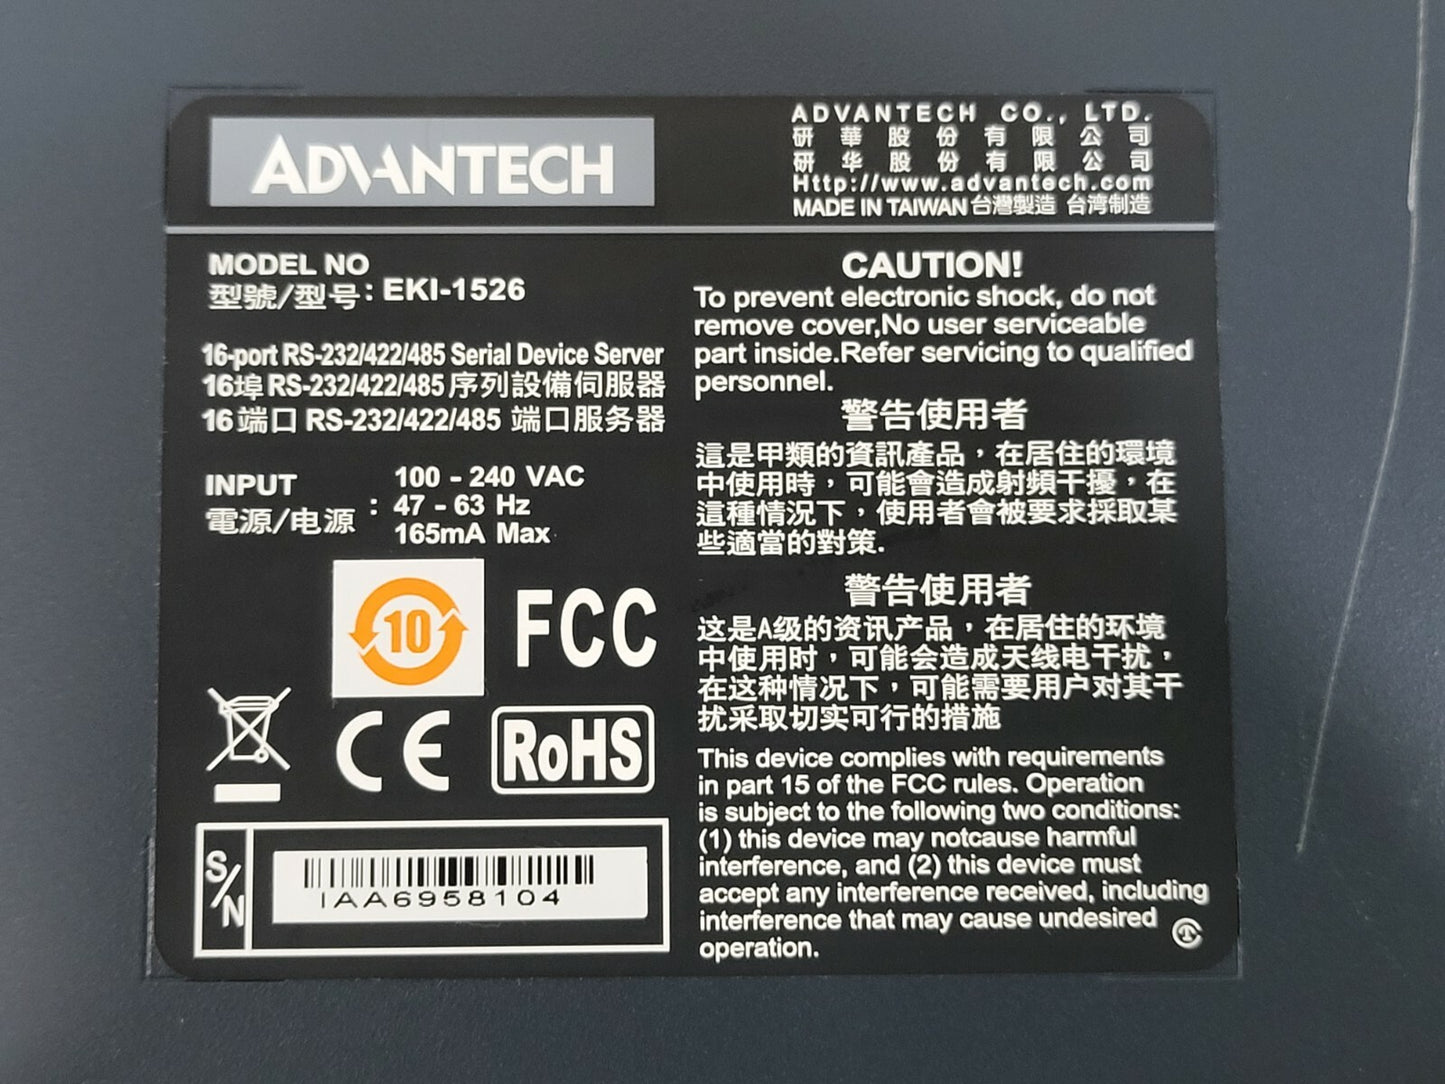 ADVANTECH
ADVANTECH CO., LTD.
研華股份有限公司
研华股份有限公司
Http://www.advantech.com
MADE IN TAIWAN 台灣製造 台湾制造
MODEL NO
型號/型号 : EKI-1526
16-port RS-232/422/485 Serial Device Server
16埠 RS-232/422/485 序列設備伺服器
16端口 RS-232/422/485 端口服务器
INPUT
電源/电源 :
100 - 240 VAC
47 - 63 Hz
165mA Max
10
FCC
CE
RoHS
S/N
IAA6958104
CAUTION!
To prevent electronic shock, do not
remove cover,No user serviceable
part inside.Refer servicing to qualified
personnel.
警告使用者
這是甲類的資訊產品，在居住的環境
中使用時，可能會造成射頻干擾，在
這種情況下，使用者會被要求採取某
些適當的對策.
警告使用者
这是A级的资讯产品，在居住的环境
中使用时，可能会造成天线电干扰，
在这种情况下，可能需要用户对其干
扰采取切实可行的措施
This device complies with requirements
in part 15 of the FCC rules. Operation
is subject to the following two conditions:
(1) this device may notcause harmful
interference, and (2) this device must
accept any interference received, including
interference that may cause undesired
operation.